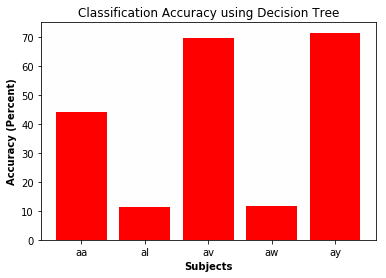 Classification Accuracy using Decision Tree
70
60
50
40
30
20
10
0
Accuracy (Percent)
aa al av aw ay
Subjects